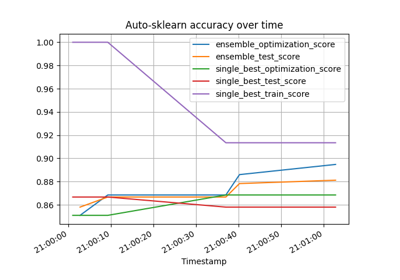 Auto-sklearn accuracy over time
1.00
0.98
0.96
0.94
0.92
0.90
0.88
0.86
ensemble_optimization_score
ensemble_test_score
single_best_optimization_score
single_best_test_score
single_best_train_score
21:00:00
21:00:10
21:00:20
21:00:30
21:00:40
21:00:50
21:01:00
Timestamp